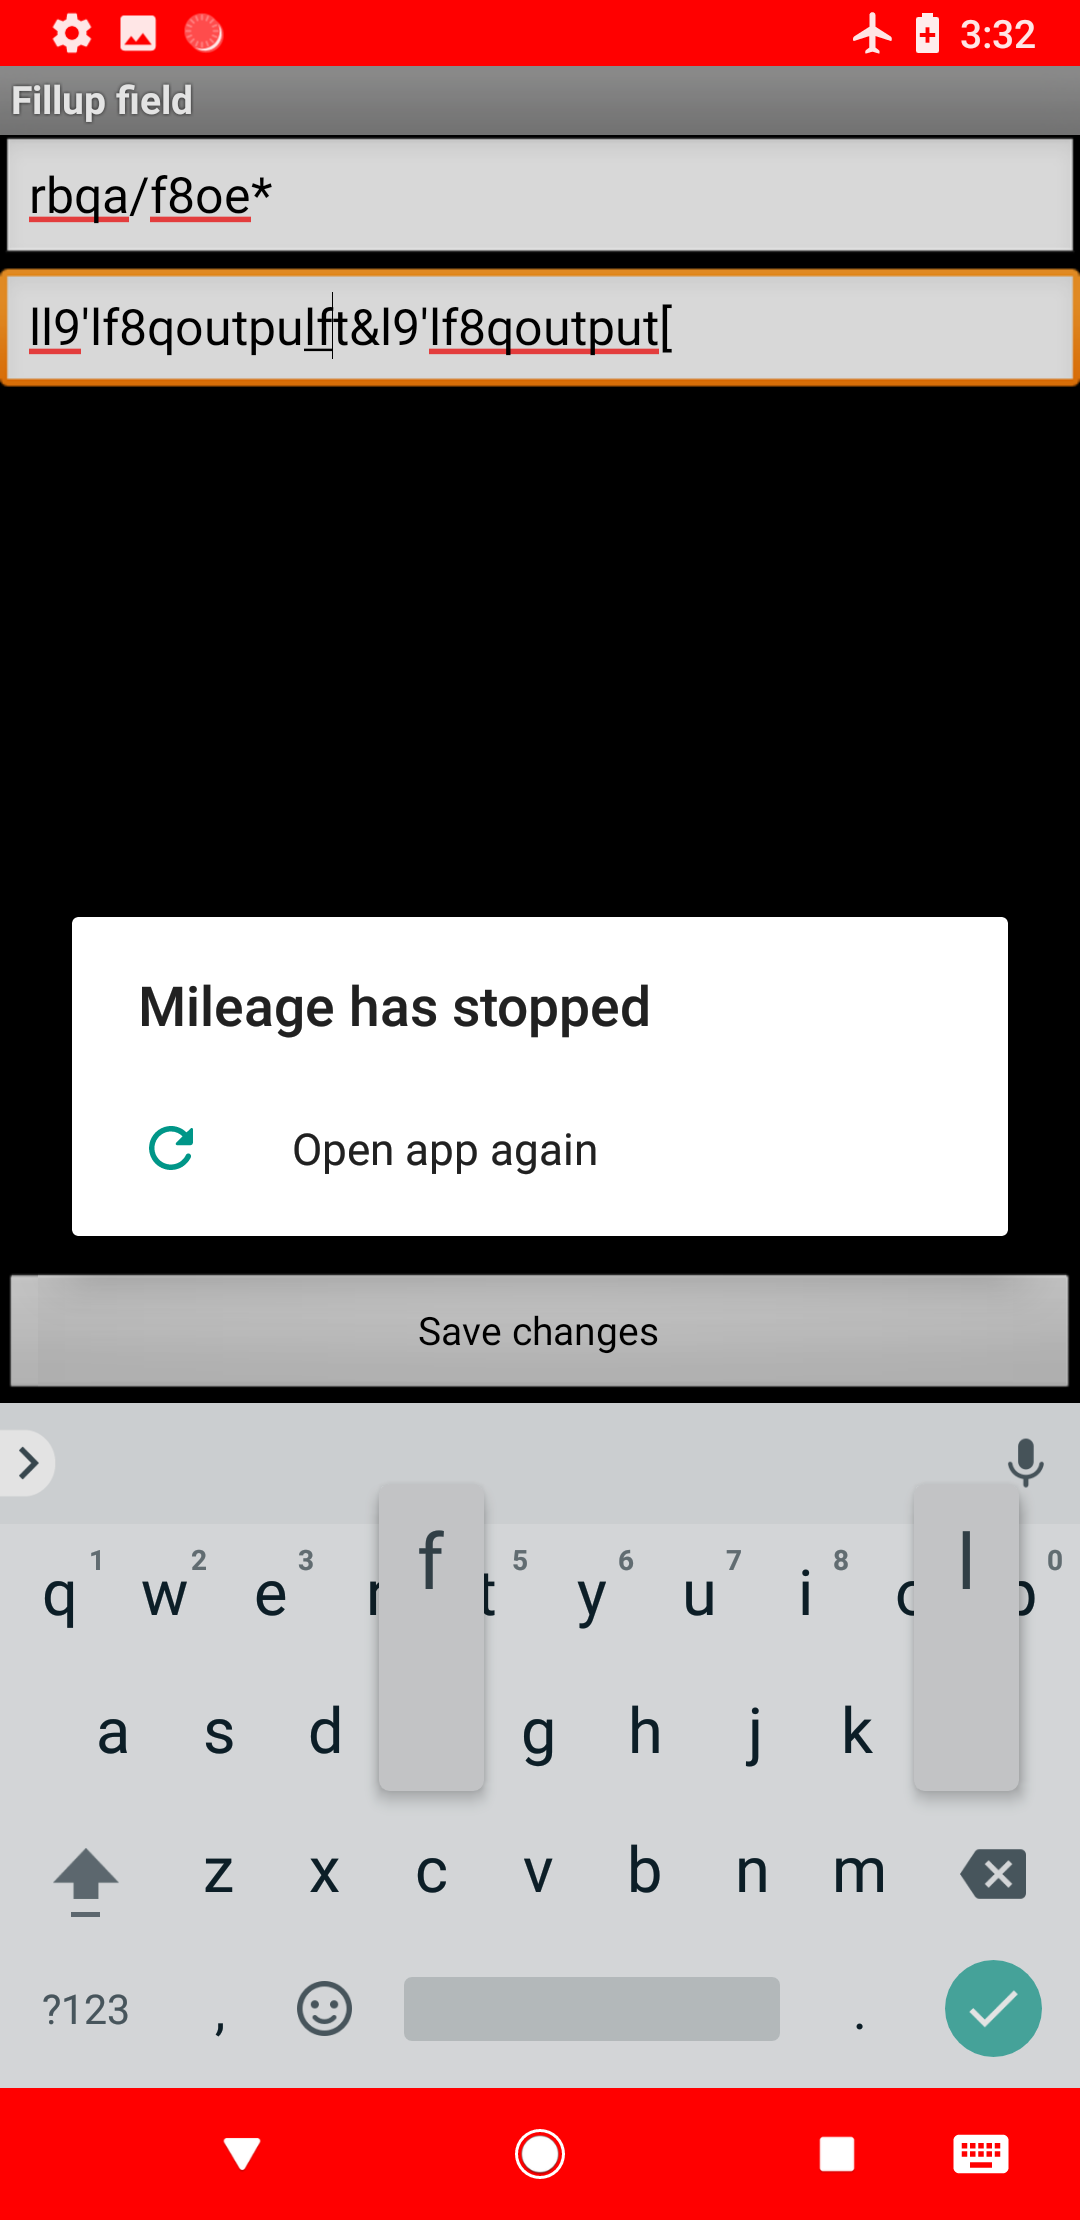 3:32
Fillup field
rbqa/f8oe*
ll9'lf8qoutpulft&l9'lf8qoutput[
Mileage has stopped
Open app again
Save changes
1 2 3 5 6 7 8 0
q w e r f t y u i o l p
a s d g h j k
z x c v b n m
?123 , .